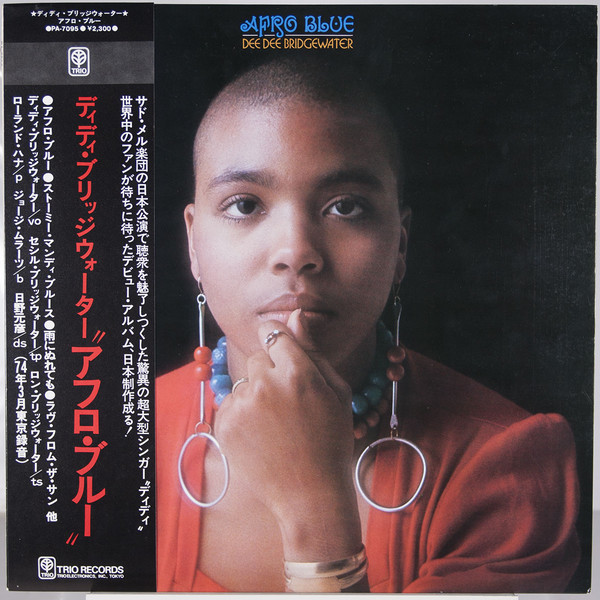 ★ディディ・ブリッジウォーター★
アフロ・ブルー
●PA-7095●¥2,300●
TRIO
AFRO BLUE
DEE DEE BRIDGEWATER
サド・メル楽団の日本公演で聴衆を魅了しつくした驚異の超大型シンガー“ディディ”
世界中のファンが待ちに待ったデビュー・アルバム、日本制作成る!
ディディ・ブリッジウォーター“アフロ・ブルー”
●アフロ・ブルー●ストーミー・マンディ・ブルース●雨にぬれても●ラヴ・フロム・ザ・サン 他
ディディ・ブリッジウォーター/vo セシル・ブリッジウォーター/tp ロン・ブリッジウォーター/ts
ローランド・ハナ/p ジョージ・ムラーツ/b 日野元彦/ds (74年3月東京録音)
TRIO
TRIO RECORDS
TRIO ELECTRONICS, INC., TOKYO